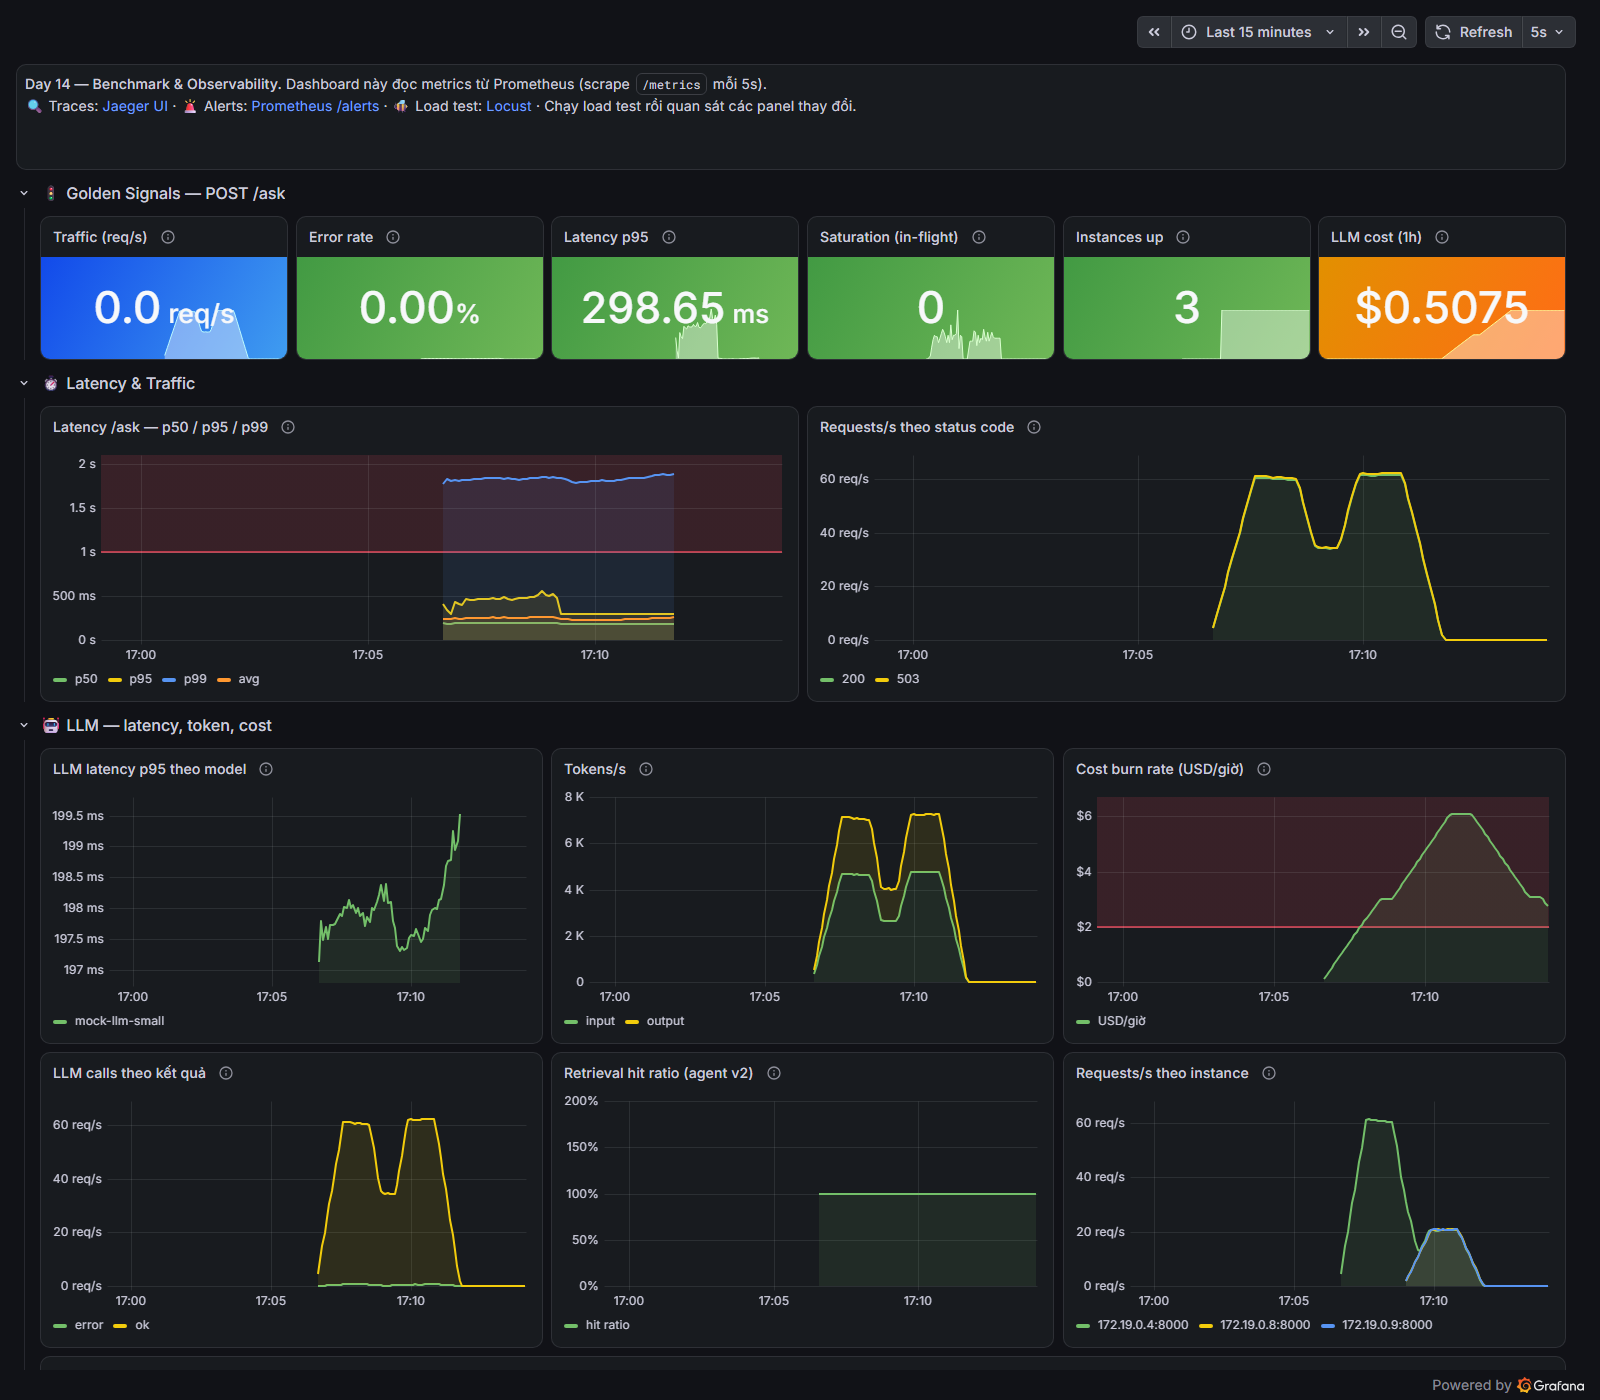 Last 15 minutes
Refresh
5s
Day 14 — Benchmark & Observability. Dashboard này đọc metrics từ Prometheus (scrape /metrics mỗi 5s).
Traces: Jaeger UI · Alerts: Prometheus /alerts · Load test: Locust · Chạy load test rồi quan sát các panel thay đổi.
Golden Signals — POST /ask
Traffic (req/s)
0.0 req/s
Error rate
0.00%
Latency p95
298.65 ms
Saturation (in-flight)
0
Instances up
3
LLM cost (1h)
$0.5075
Latency & Traffic
Latency /ask — p50 / p95 / p99
2 s
1.5 s
1 s
500 ms
0 s
17:00 17:05 17:10
p50 p95 p99 avg
Requests/s theo status code
60 req/s
40 req/s
20 req/s
0 req/s
17:00 17:05 17:10
200 503
LLM — latency, token, cost
LLM latency p95 theo model
199.5 ms
199 ms
198.5 ms
198 ms
197.5 ms
197 ms
17:00 17:05 17:10
mock-llm-small
Tokens/s
8 K
6 K
4 K
2 K
0
17:00 17:05 17:10
input output
Cost burn rate (USD/giờ)
$6
$4
$2
$0
17:00 17:05 17:10
USD/giờ
LLM calls theo kết quả
60 req/s
40 req/s
20 req/s
0 req/s
17:00 17:05 17:10
error ok
Retrieval hit ratio (agent v2)
200%
150%
100%
50%
0%
17:00 17:05 17:10
hit ratio
Requests/s theo instance
60 req/s
40 req/s
20 req/s
0 req/s
17:00 17:05 17:10
172.19.0.4:8000 172.19.0.8:8000 172.19.0.9:8000
Powered by Grafana